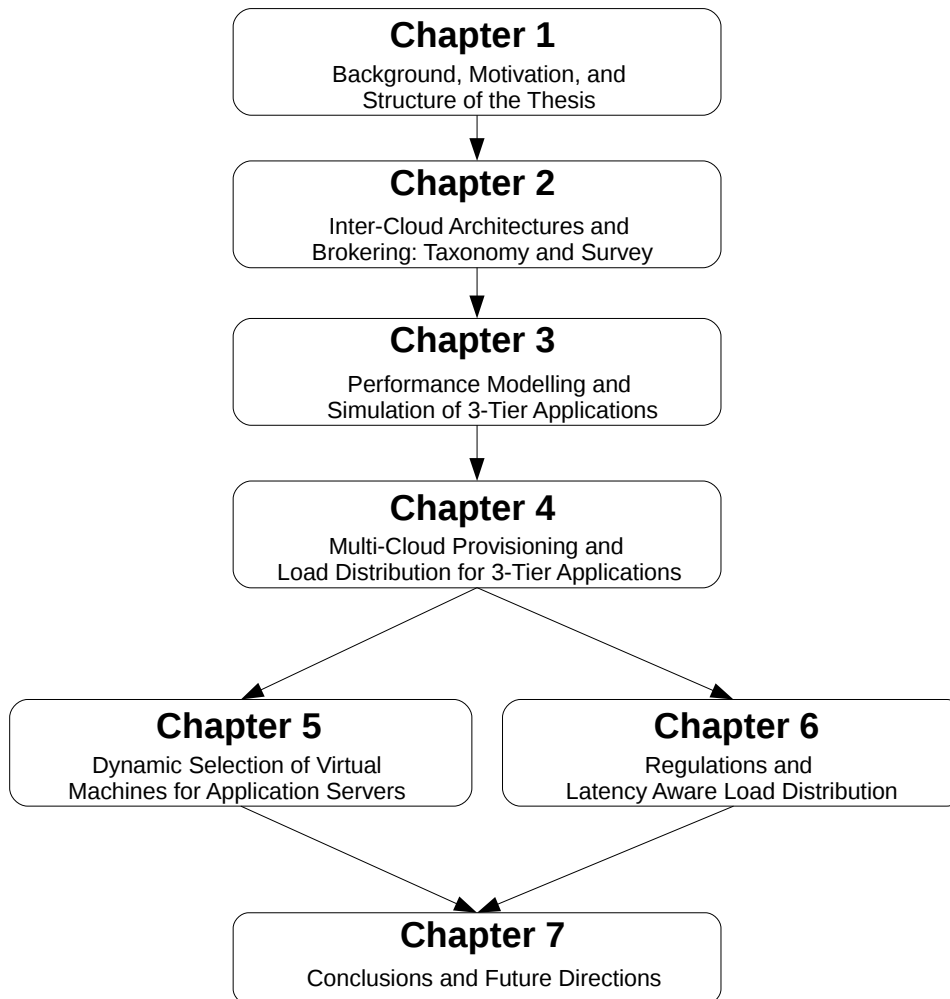 Chapter 1
Background, Motivation, and
Structure of the Thesis
Chapter 2
Inter-Cloud Architectures and
Brokering: Taxonomy and Survey
Chapter 3
Performance Modelling and
Simulation of 3-Tier Applications
Chapter 4
Multi-Cloud Provisioning and
Load Distribution for 3-Tier Applications
Chapter 5
Dynamic Selection of Virtual
Machines for Application Servers
Chapter 6
Regulations and
Latency Aware Load Distribution
Chapter 7
Conclusions and Future Directions